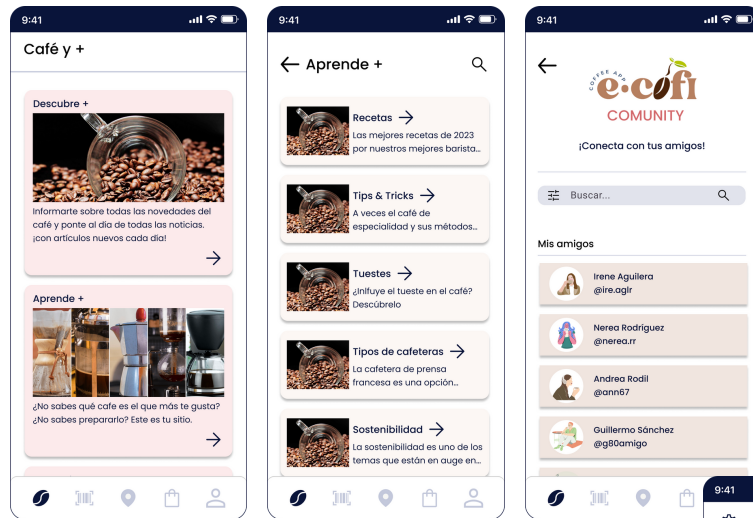 9:41
Café y +
Descubre +
Informarte sobre todas las novedades del
café y ponte al dia de todas las noticias.
¡con artículos nuevos cada dia!
Aprende +
¿No sabes qué cafe es el que más te gusta?
¿No sabes prepararlo? Este es tu sitio.
9:41
Aprende +
Recetas
Las mejores recetas de 2023
por nuestros mejores barista...
Tips & Tricks
A veces el café de
especialidad y sus métodos...
Tuestes
¿Inlfuye el tueste en el café?
Descúbrelo
Tipos de cafeteras
La cafetera de prensa
francesa es una opción...
Sostenibilidad
La sostenibilidad es uno de los
temas que están en auge en...
9:41
COFFEE APP
e·cofi
COMUNITY
¡Conecta con tus amigos!
Buscar...
Mis amigos
Irene Aguilera
@ire.aglr
Nerea Rodríguez
@nerea.rr
Andrea Rodil
@ann67
Guillermo Sánchez
@g80amigo
9:41